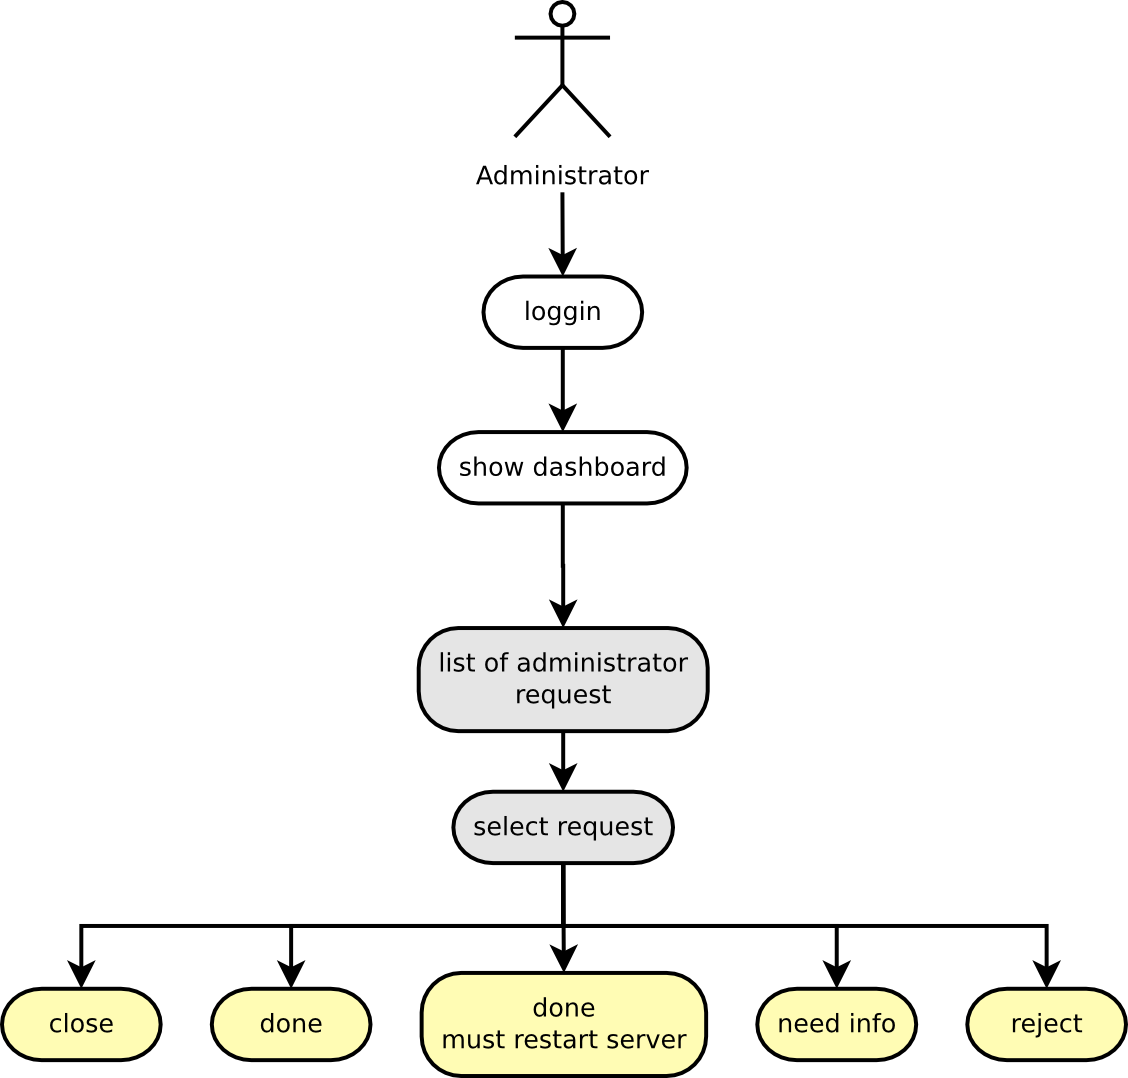 Administrator
loggin
show dashboard
list of administrator
request
select request
close
done
done
must restart server
need info
reject